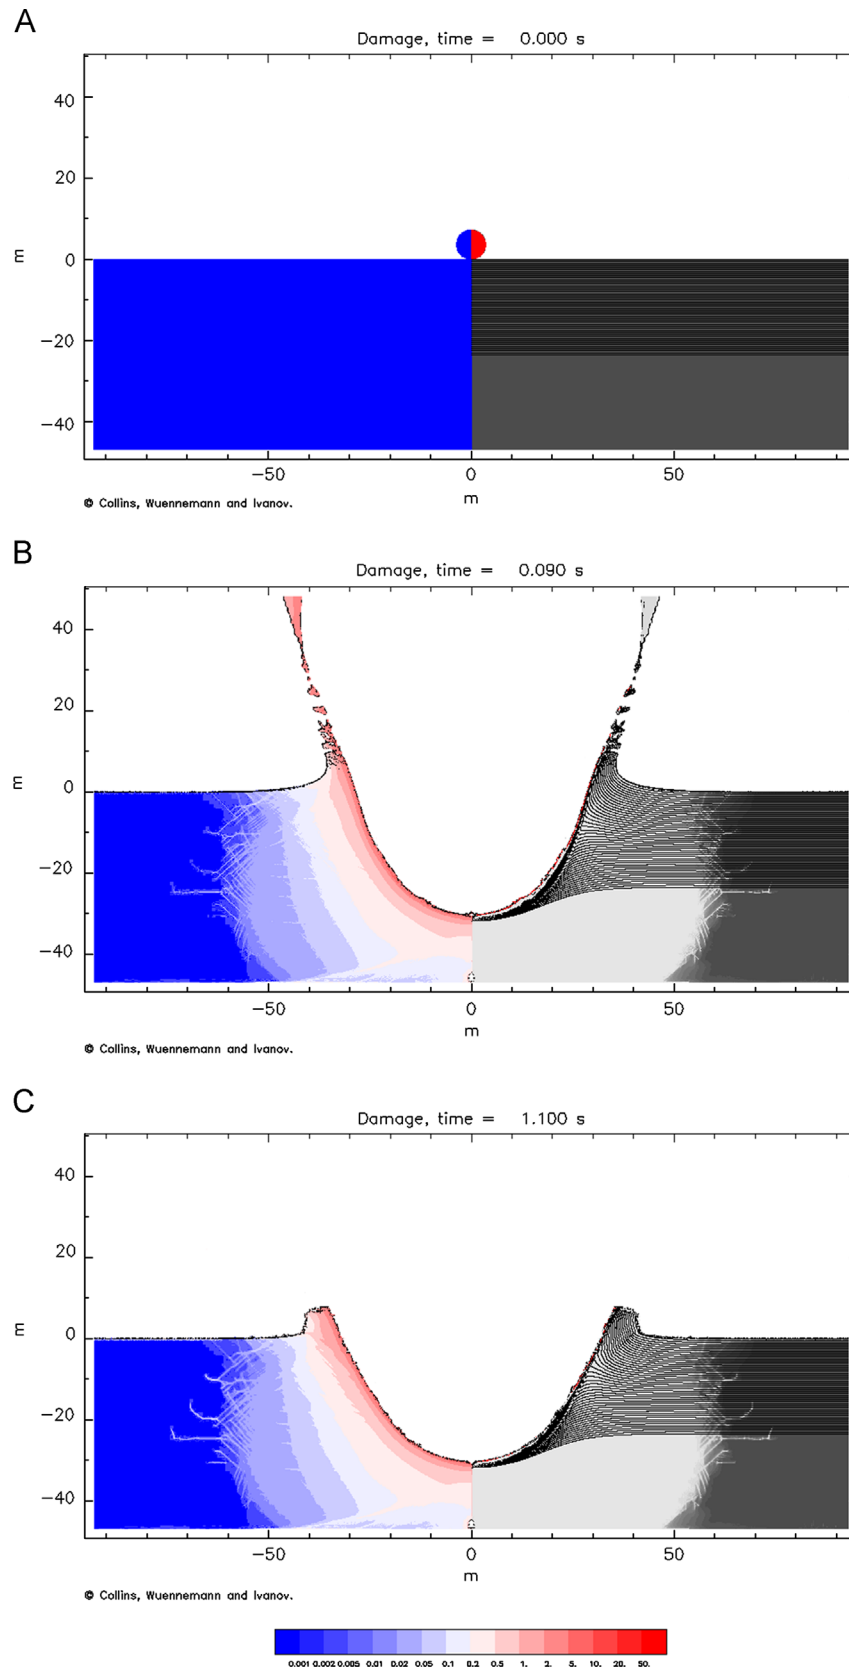 A
Damage, time = 0.000 s
40
20
0
−20
−40
m
−50 0 50
m
© Collins, Wuennemann and Ivanov.
B
Damage, time = 0.090 s
40
20
0
−20
−40
m
−50 0 50
m
© Collins, Wuennemann and Ivanov.
C
Damage, time = 1.100 s
40
20
0
−20
−40
m
−50 0 50
m
© Collins, Wuennemann and Ivanov.
0.001 0.002 0.005 0.01 0.02 0.05 0.1 0.2 0.5 1. 2. 5. 10. 20. 50.